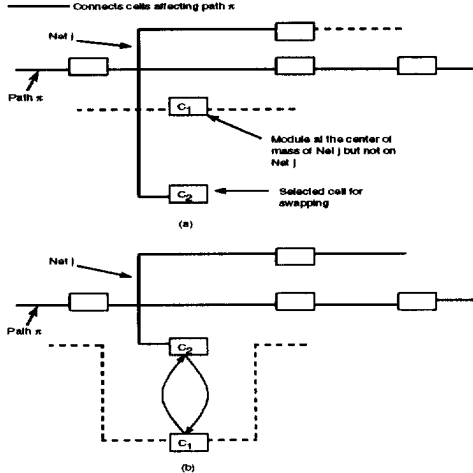 Connects cells affecting path π
Net j
Path π
C1
Module at the center of
mass of Net j but not on
Net j
C2
Selected cell for
swapping
(a)
Net j
Path π
C2
C1
(b)